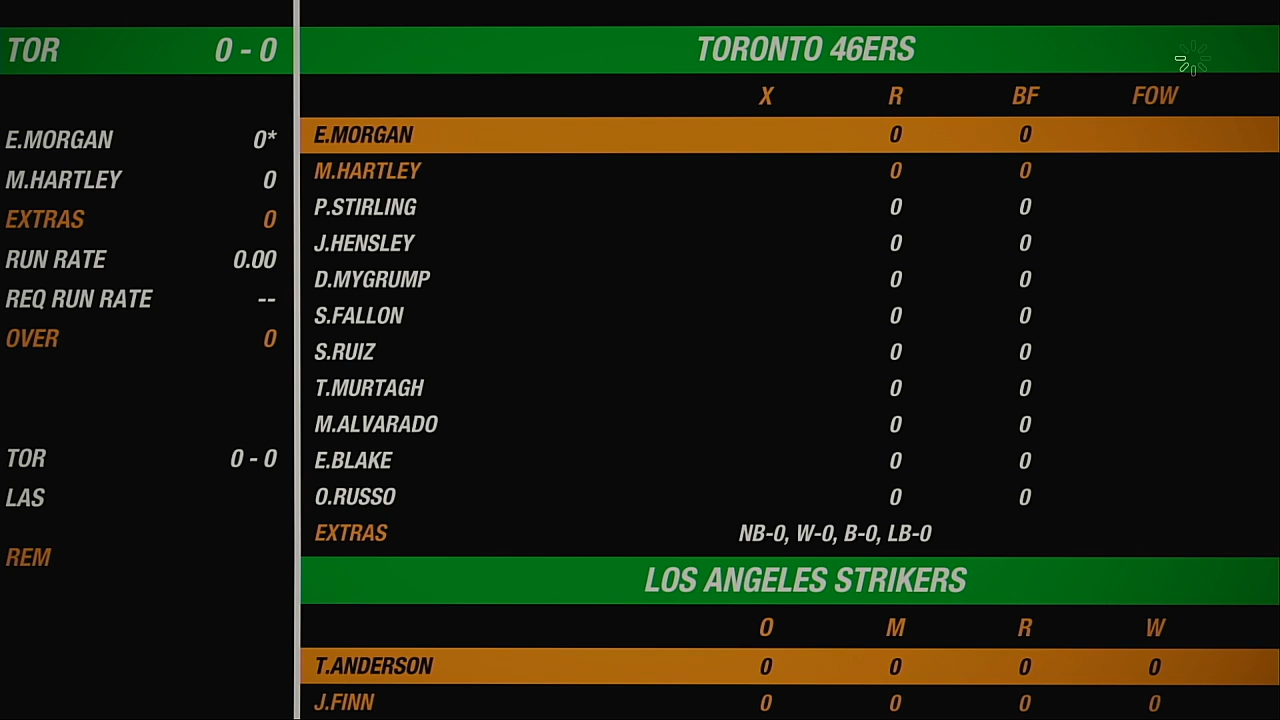 TOR 0 - 0
E.MORGAN 0*
M.HARTLEY 0
EXTRAS 0
RUN RATE 0.00
REQ RUN RATE --
OVER 0
TOR 0 - 0
LAS
REM
TORONTO 46ERS
X R BF FOW
E.MORGAN 0 0
M.HARTLEY 0 0
P.STIRLING 0 0
J.HENSLEY 0 0
D.MYGRUMP 0 0
S.FALLON 0 0
S.RUIZ 0 0
T.MURTAGH 0 0
M.ALVARADO 0 0
E.BLAKE 0 0
O.RUSSO 0 0
EXTRAS NB-0, W-0, B-0, LB-0
LOS ANGELES STRIKERS
O M R W
T.ANDERSON 0 0 0 0
J.FINN 0 0 0 0